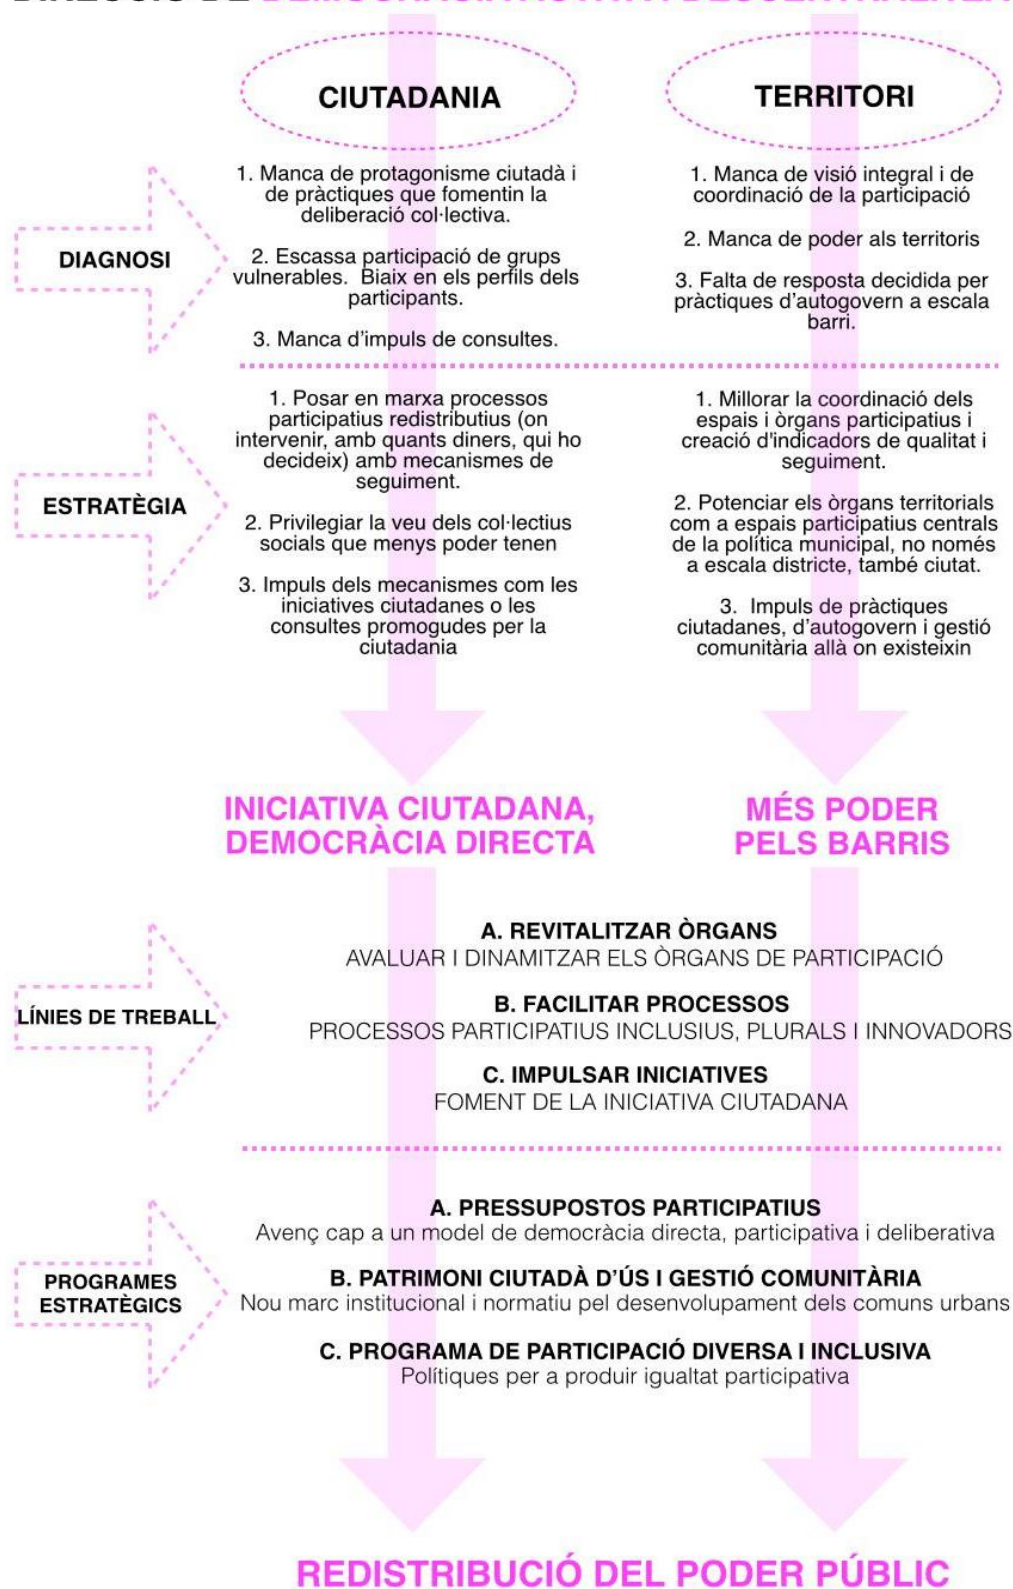 CIUTADANIA
TERRITORI
DIAGNOSI
1. Manca de protagonisme ciutadà i
de pràctiques que fomentin la
deliberació col·lectiva.
2. Escassa participació de grups
vulnerables.  Biaix en els perfils dels
participants.
3. Manca d’impuls de consultes.
1. Manca de visió integral i de
coordinació de la participació
2. Manca de poder als territoris
3. Falta de resposta decidida per
pràctiques d’autogovern a escala
barri.
ESTRATÈGIA
1. Posar en marxa processos
participatius redistributius (on
intervenir, amb quants diners, qui ho
decideix) amb mecanismes de
seguiment.
2. Privilegiar la veu dels col·lectius
socials que menys poder tenen
3. Impuls dels mecanismes com les
iniciatives ciutadanes o les
consultes promogudes per la
ciutadania
1. Millorar la coordinació dels
espais i òrgans participatius i
creació d'indicadors de qualitat i
seguiment.
2. Potenciar els òrgans territorials
com a espais participatius centrals
de la política municipal, no només
a escala districte, també ciutat.
3.  Impuls de pràctiques
ciutadanes, d’autogovern i gestió
comunitària allà on existeixin
INICIATIVA CIUTADANA,
DEMOCRÀCIA DIRECTA
MÉS PODER
PELS BARRIS
LÍNIES DE TREBALL
A. REVITALITZAR ÒRGANS
AVALUAR I DINAMITZAR ELS ÒRGANS DE PARTICIPACIÓ
B. FACILITAR PROCESSOS
PROCESSOS PARTICIPATIUS INCLUSIUS, PLURALS I INNOVADORS
C. IMPULSAR INICIATIVES
FOMENT DE LA INICIATIVA CIUTADANA
PROGRAMES
ESTRATÈGICS
A. PRESSUPOSTOS PARTICIPATIUS
Avenç cap a un model de democràcia directa, participativa i deliberativa
B. PATRIMONI CIUTADÀ D’ÚS I GESTIÓ COMUNITÀRIA
Nou marc institucional i normatiu pel desenvolupament dels comuns urbans
C. PROGRAMA DE PARTICIPACIÓ DIVERSA I INCLUSIVA
Polítiques per a produir igualtat participativa
REDISTRIBUCIÓ DEL PODER PÚBLIC